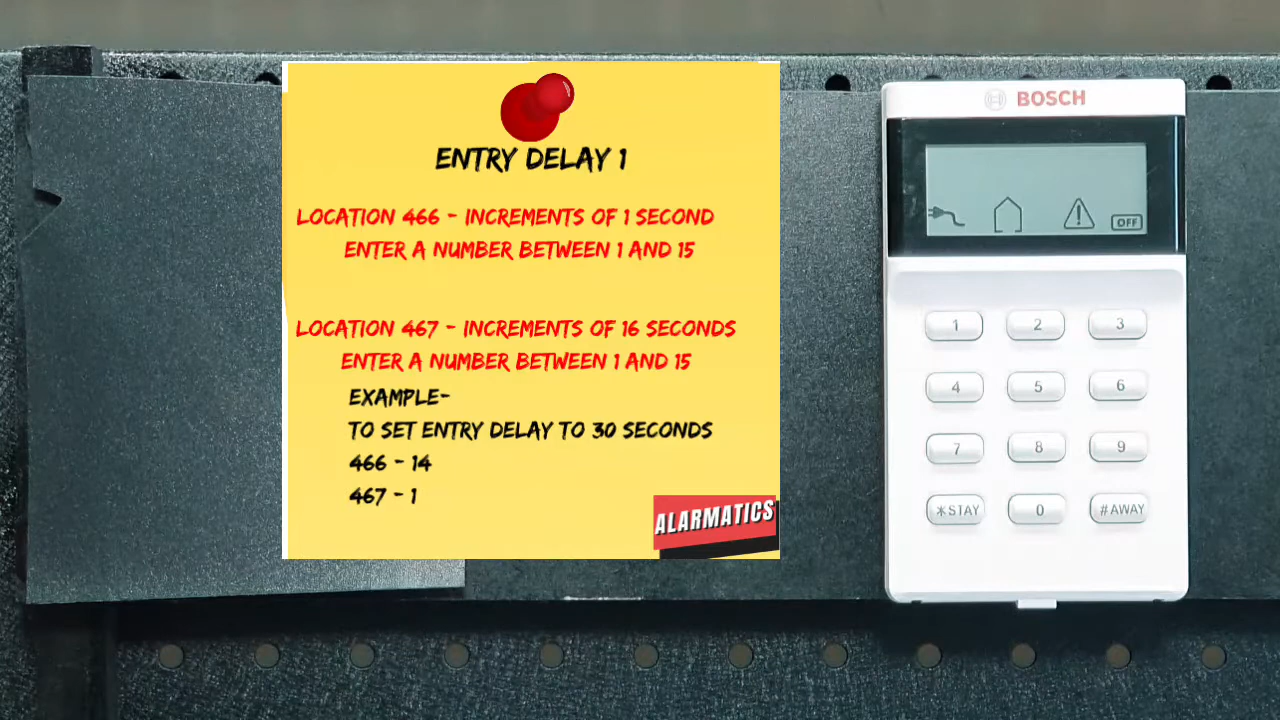 ENTRY DELAY 1
LOCATION 466 - INCREMENTS OF 1 SECOND
ENTER A NUMBER BETWEEN 1 AND 15
LOCATION 467 - INCREMENTS OF 16 SECONDS
ENTER A NUMBER BETWEEN 1 AND 15
EXAMPLE-
TO SET ENTRY DELAY TO 30 SECONDS
466 - 14
467 - 1
ALARMATICS
BOSCH
OFF
1 2 3
4 5 6
7 8 9
*STAY 0 #AWAY